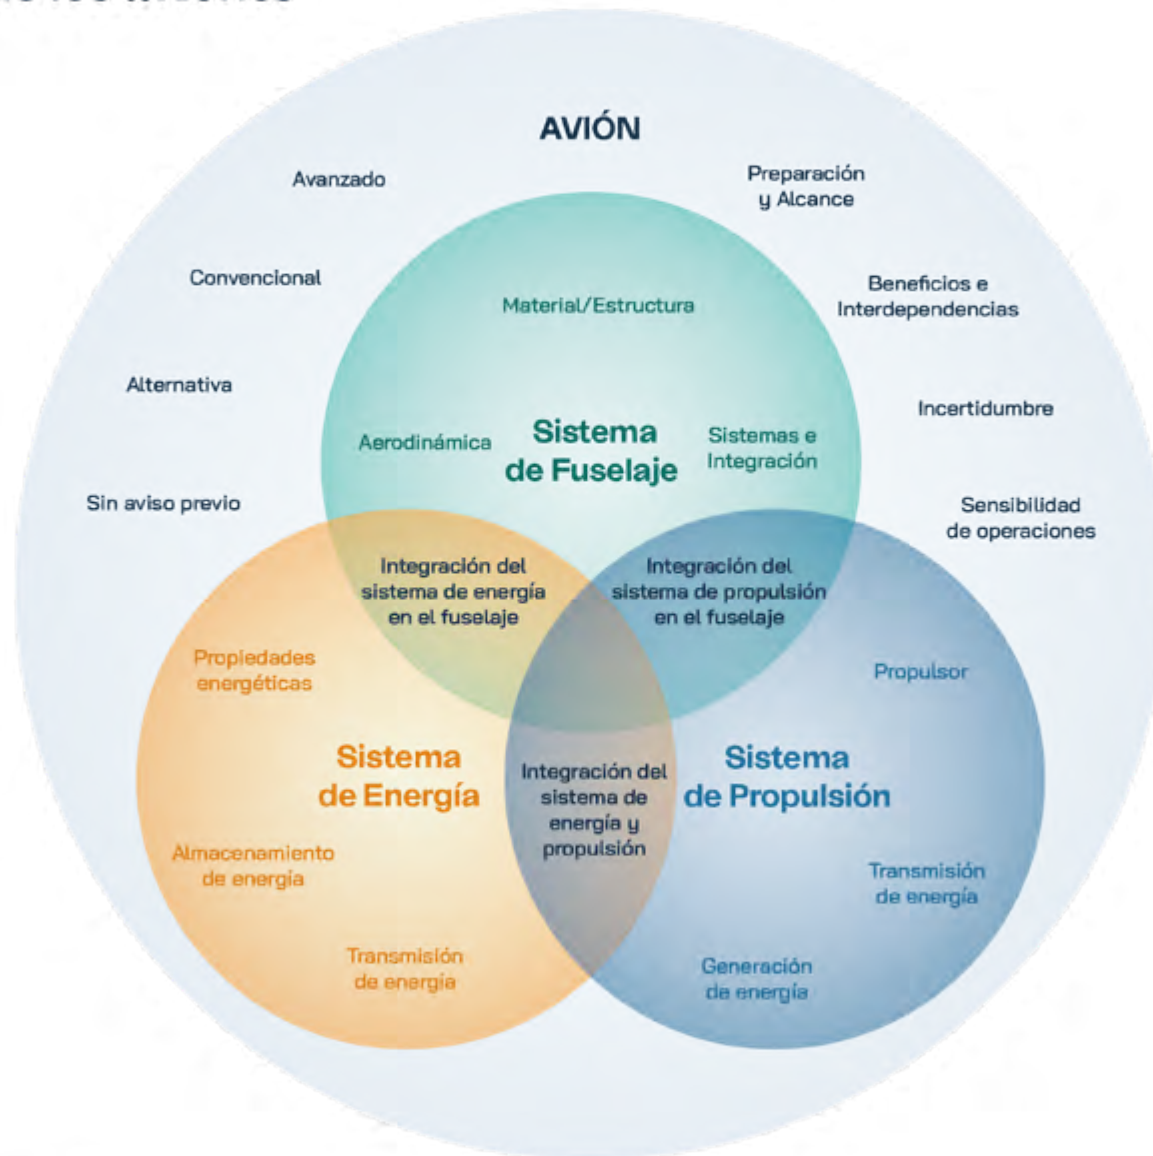 AVIÓN
Avanzado
Preparación
y Alcance
Convencional
Beneficios e
Interdependencias
Material/Estructura
Alternativa
Incertidumbre
Aerodinámica
Sistema
de Fuselaje
Sistemas e
Integración
Sin aviso previo
Sensibilidad
de operaciones
Integración del
sistema de energía
en el fuselaje
Integración del
sistema de propulsión
en el fuselaje
Propiedades
energéticas
Propulsor
Sistema
de Energía
Integración del
sistema de
energía y
propulsión
Sistema
de Propulsión
Almacenamiento
de energía
Transmisión
de energía
Transmisión
de energía
Generación
de energía